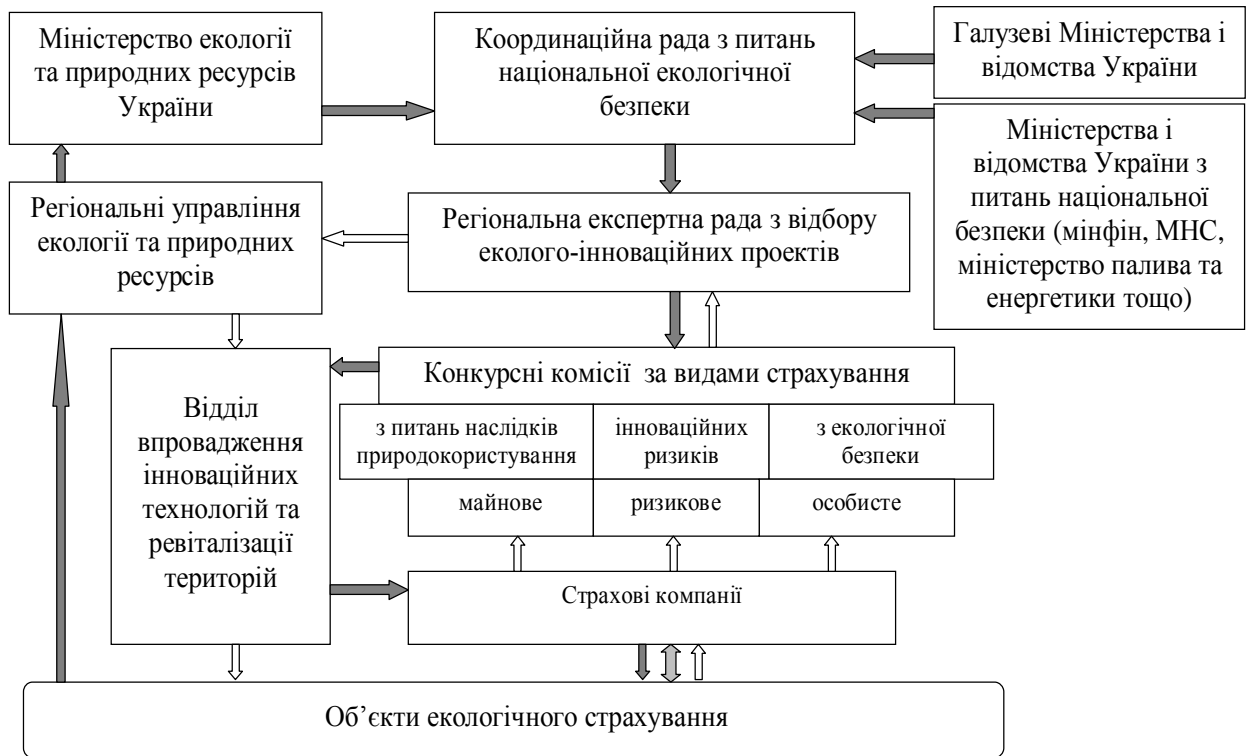 Міністерство екології
та природних ресурсів
України
Координаційна рада з питань
національної екологічної
безпеки
Галузеві Міністерства і
відомства України
Міністерства і
відомства України з
питань національної
безпеки (мінфін, МНС,
міністерство палива та
енергетики тощо)
Регіональні управління
екології та природних
ресурсів
Регіональна експертна рада з відбору
еколого-інноваційних проектів
Відділ
впровадження
інноваційних
технологій та
ревіталізації
територій
Конкурсні комісії за видами страхування
з питань наслідків
природокористування
інноваційних
ризиків
з екологічної
безпеки
майнове
ризикове
особисте
Страхові компанії
Об’єкти екологічного страхування